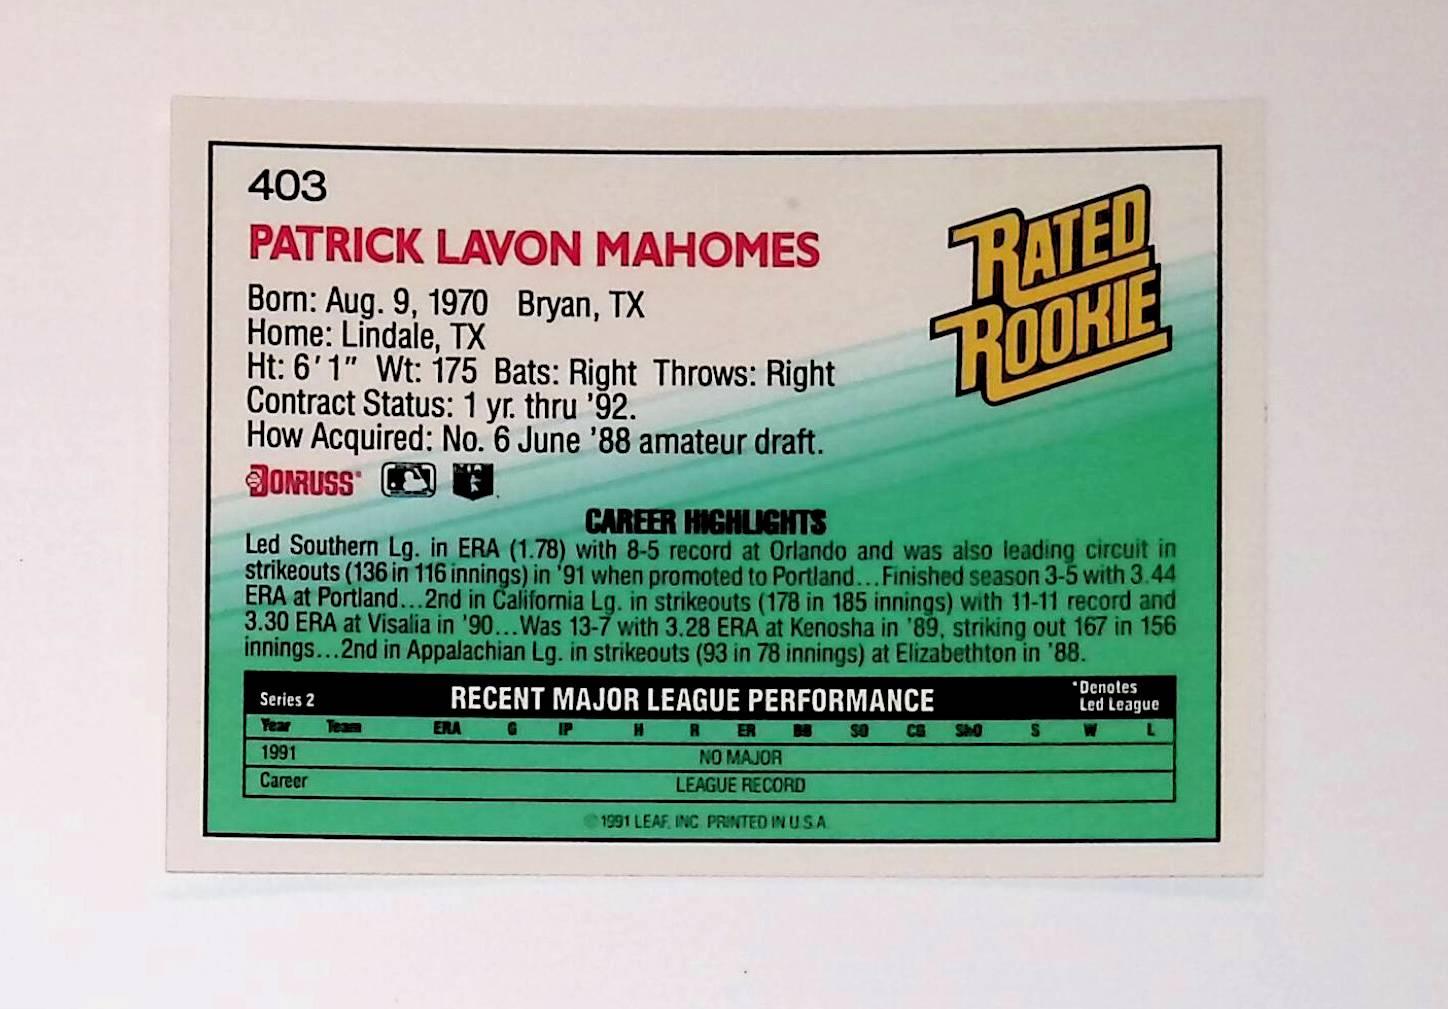 403
PATRICK LAVON MAHOMES
RATED
ROOKIE
Born: Aug. 9, 1970 Bryan, TX
Home: Lindale, TX
Ht: 6'1" Wt: 175 Bats: Right Throws: Right
Contract Status: 1 yr. thru '92.
How Acquired: No. 6 June '88 amateur draft.
DONRUSS
CAREER HIGHLIGHTS
Led Southern Lg. in ERA (1.78) with 8-5 record at Orlando and was also leading circuit in
strikeouts (136 in 116 innings) in '91 when promoted to Portland...Finished season 3-5 with 3.44
ERA at Portland...2nd in California Lg. in strikeouts (178 in 185 innings) with 11-11 record and
3.30 ERA at Visalia in '90...Was 13-7 with 3.28 ERA at Kenosha in '89, striking out 167 in 156
innings...2nd in Appalachian Lg. in strikeouts (93 in 78 innings) at Elizabethton in '88.
Series 2 RECENT MAJOR LEAGUE PERFORMANCE *Denotes
Led League
Year Team ERA G IP H R ER BB SO CG ShO S W L
1991 NO MAJOR
Career LEAGUE RECORD
©1991 LEAF, INC. PRINTED IN U.S.A.